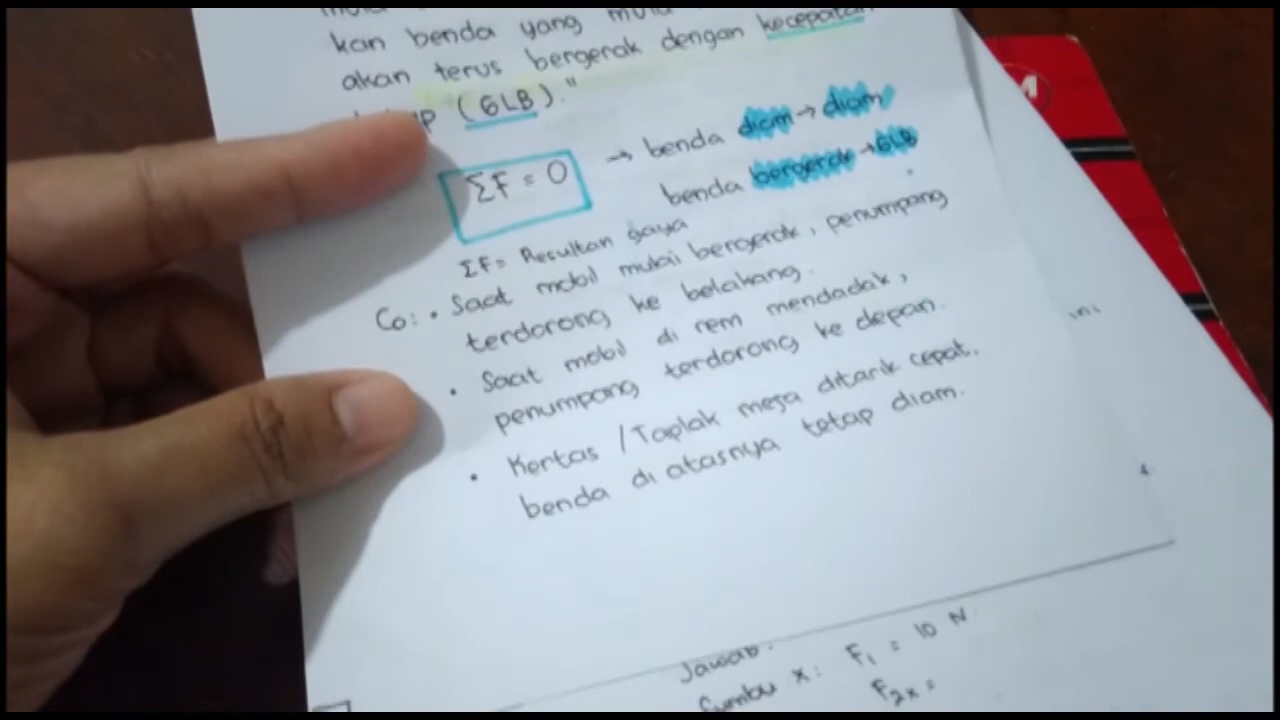 kan benda yang
akan terus bergerak dengan kecepatan
(GLB)."
ΣF = 0 → benda diam → diam
benda bergerak → GLB
ΣF = Resultan gaya
Co: • Saat mobil mulai bergerak, penumpang
terdorong ke belakang.
• Saat mobil di rem mendadak,
penumpang terdorong ke depan.
• Kertas / Taplak meja ditarik cepat,
benda di atasnya tetap diam.
ini
Jawab:
Sumbu x: F₁ = 10 N
F₂ₓ =